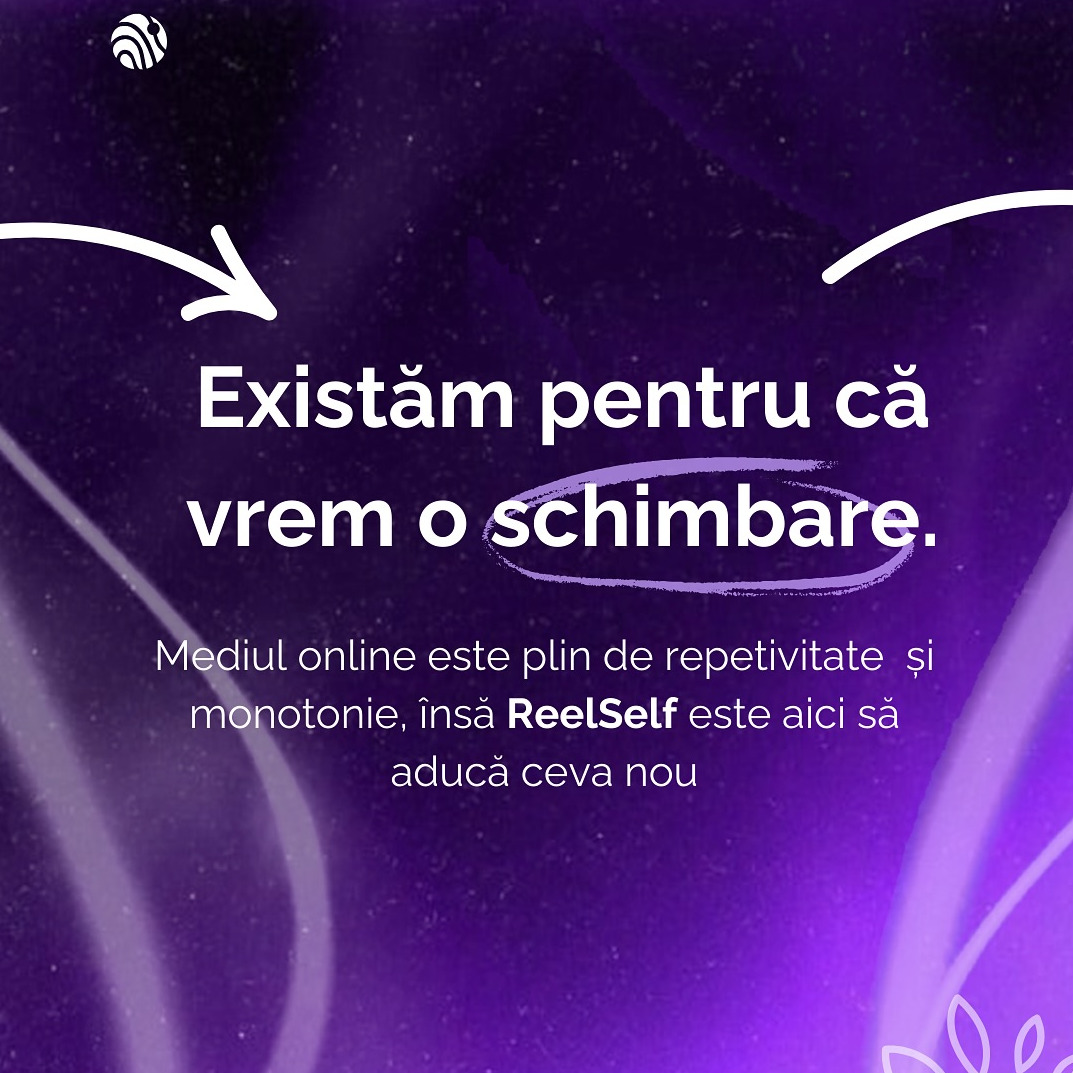 Existăm pentru că
vrem o schimbare.
Mediul online este plin de repetivitate și
monotonie, însă ReelSelf este aici să
aducă ceva nou